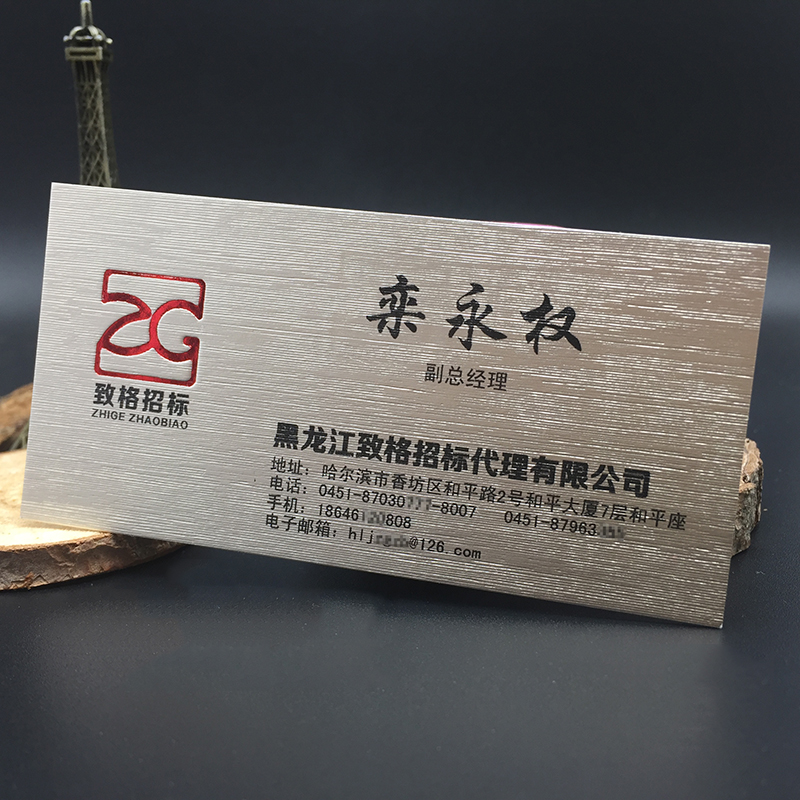 ZG
致格招标
ZHIGE ZHAOBIAO
栾永权
副总经理
黑龙江致格招标代理有限公司
地址：哈尔滨市香坊区和平路2号和平大厦7层和平座
电话：0451-87030 -8007 0451-87963
手机：18646 808
电子邮箱：hlj @126.com